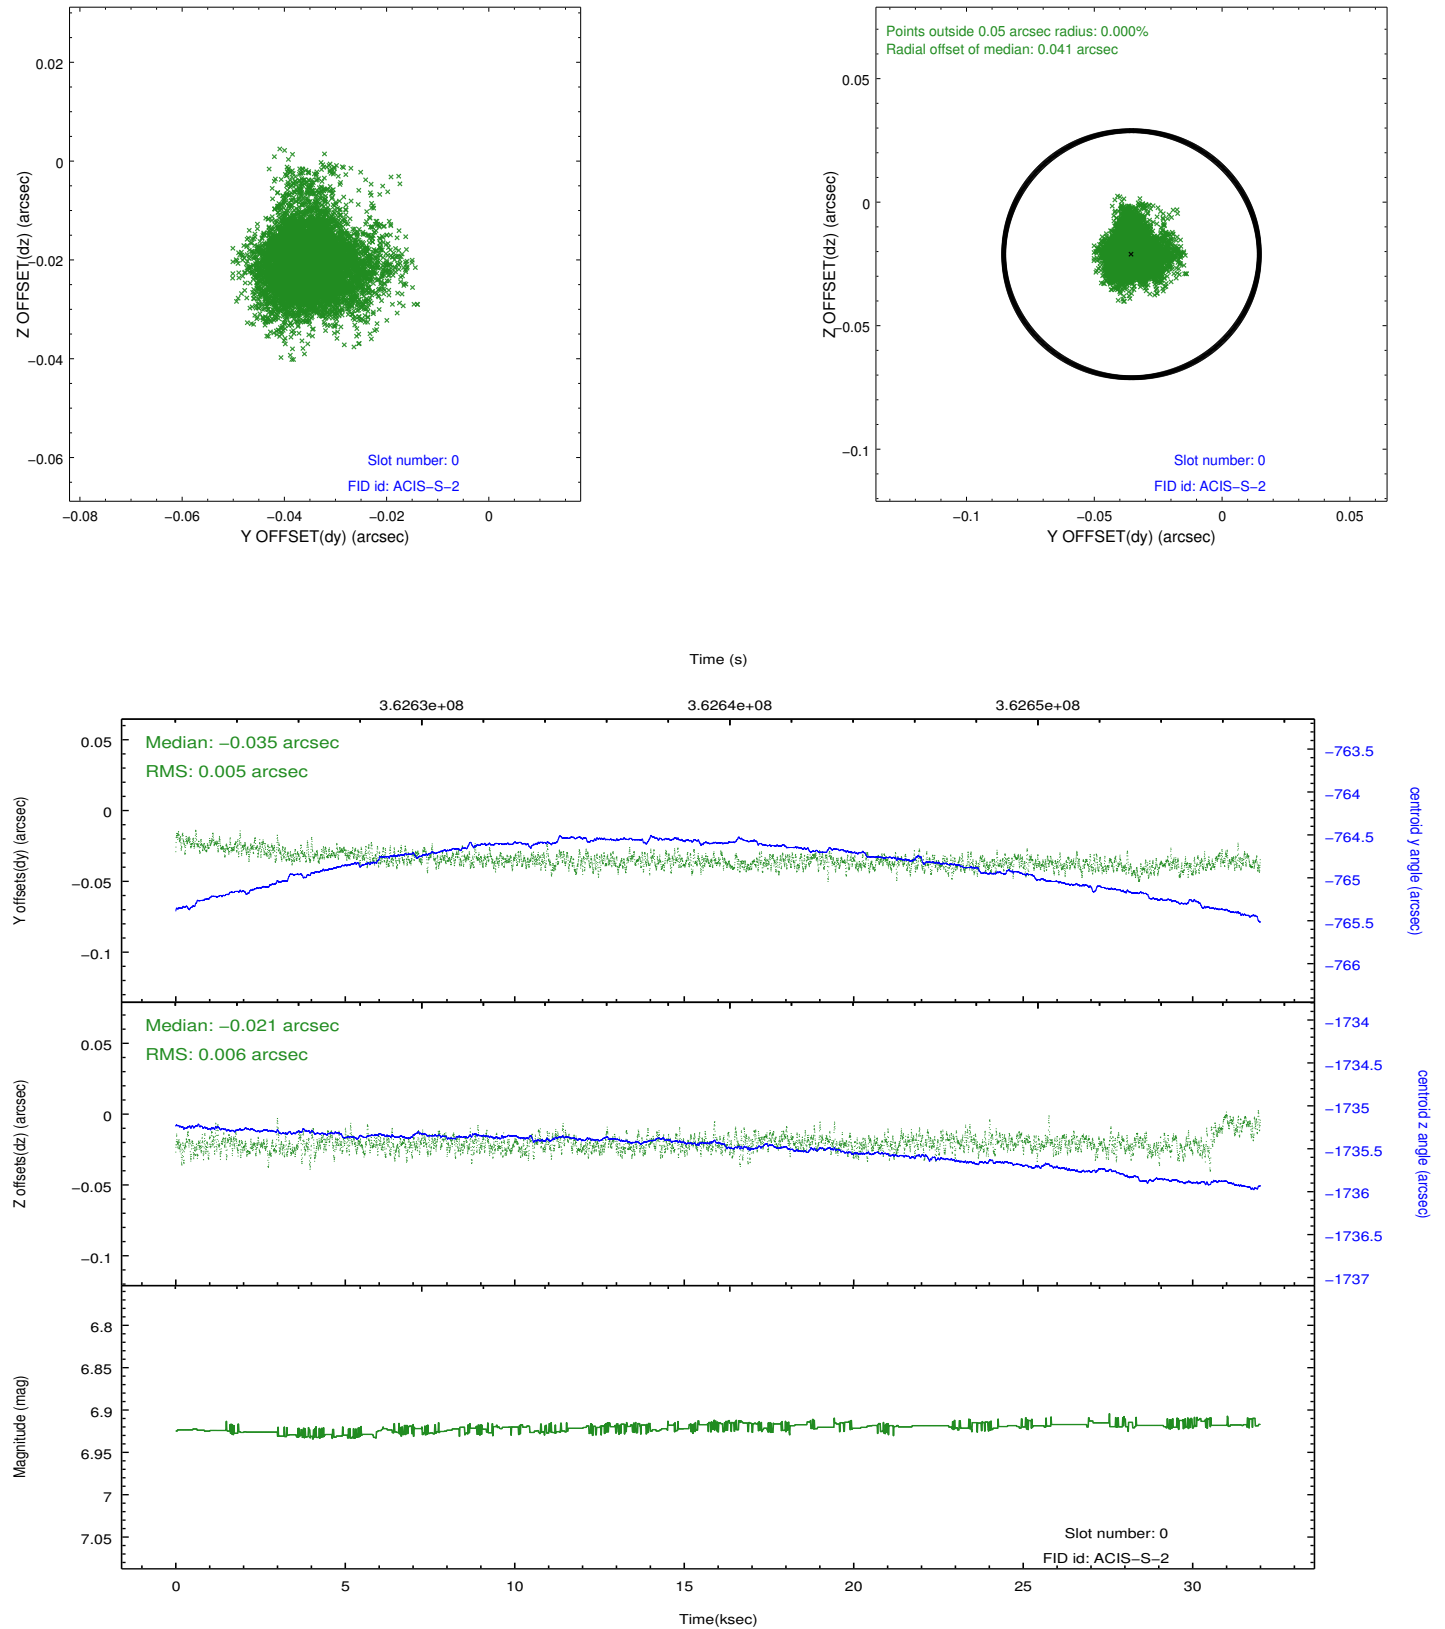 0.02
0
−0.02
−0.04
−0.06
Z OFFSET(dz) (arcsec)
Slot number: 0
FID id: ACIS−S−2
−0.08
−0.06
−0.04
−0.02
0
Y OFFSET(dy) (arcsec)
Points outside 0.05 arcsec radius: 0.000%
Radial offset of median: 0.041 arcsec
0.05
0
−0.05
−0.1
Z OFFSET(dz) (arcsec)
Slot number: 0
FID id: ACIS−S−2
−0.1
−0.05
0
0.05
Y OFFSET(dy) (arcsec)
Time (s)
3.6263e+08
3.6264e+08
3.6265e+08
Median: −0.035 arcsec
RMS: 0.005 arcsec
0.05
0
−0.05
−0.1
Y offsets(dy) (arcsec)
−763.5
−764
−764.5
−765
−765.5
−766
centroid y angle (arcsec)
Median: −0.021 arcsec
RMS: 0.006 arcsec
0.05
0
−0.05
−0.1
Z offsets(dz) (arcsec)
−1734
−1734.5
−1735
−1735.5
−1736
−1736.5
−1737
centroid z angle (arcsec)
6.8
6.85
6.9
6.95
7
7.05
Magnitude (mag)
Slot number: 0
FID id: ACIS−S−2
0
5
10
15
20
25
30
Time(ksec)